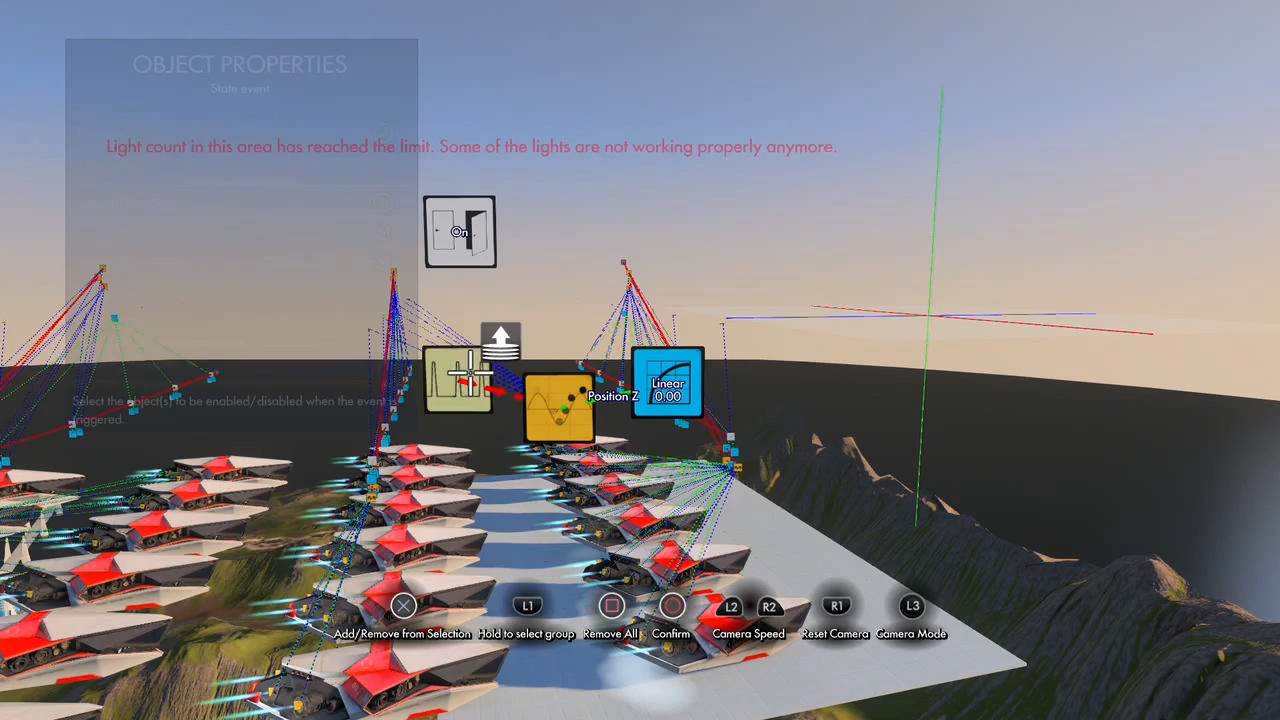 OBJECT PROPERTIES
State event
Light count in this area has reached the limit. Some of the lights are not working properly anymore.
On
Linear
0.00
Position Z
Select the object(s) to be enabled/disabled when the event is
triggered.
L1
L2
R2
R1
L3
Add/Remove from Selection
Hold to select group
Remove All
Confirm
Camera Speed
Reset Camera
Camera Mode